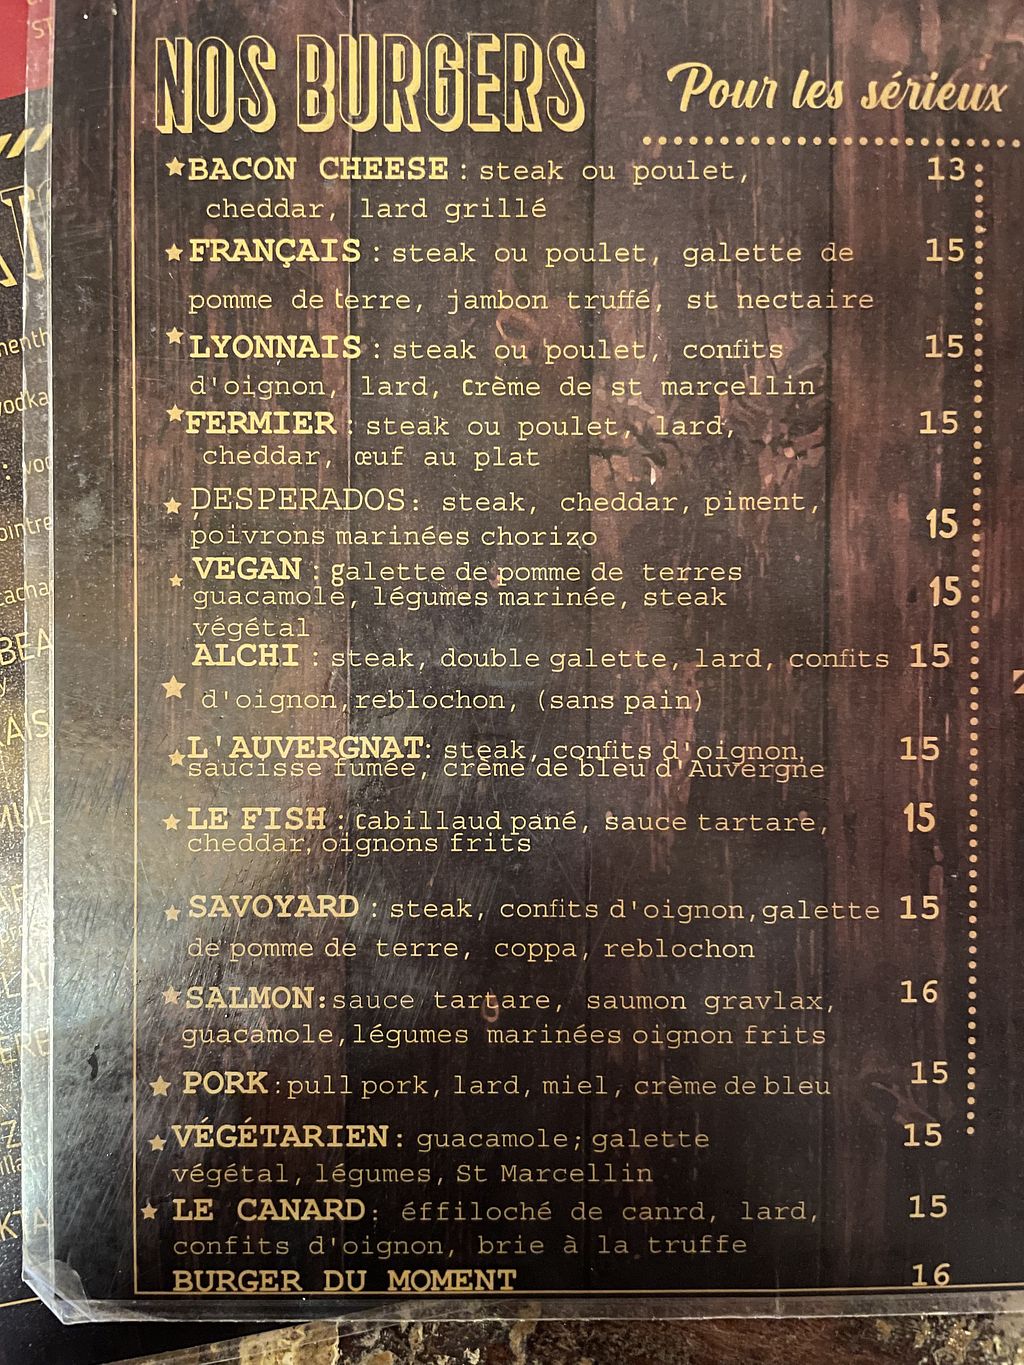 NOS BURGERS
Pour les sérieux
BACON CHEESE : steak ou poulet, 13
cheddar, lard grillé
FRANÇAIS : steak ou poulet, galette de 15
pomme de terre, jambon truffé, st nectaire
LYONNAIS : steak ou poulet, confits 15
d'oignon, lard, crème de st marcellin
FERMIER : steak ou poulet, lard, 15
cheddar, œuf au plat
DESPERADOS: steak, cheddar, piment,
poivrons marinées chorizo 15
VEGAN : galette de pomme de terres
guacamole, légumes marinée, steak 15
végétal
ALCHI : steak, double galette, lard, confits 15
d'oignon,reblochon, (sans pain)
L'AUVERGNAT: steak, confits d'oignon, 15
saucisse fumée, crème de bleu d'Auvergne
LE FISH : Cabillaud pané, sauce tartare, 15
cheddar, oignons frits
SAVOYARD : steak, confits d'oignon,galette 15
de pomme de terre, coppa, reblochon
SALMON:sauce tartare, saumon gravlax, 16
guacamole,légumes marinées oignon frits
PORK:pull pork, lard, miel, crème de bleu 15
VÉGÉTARIEN: guacamole; galette 15
végétal, légumes, St Marcellin
LE CANARD: éffiloché de canrd, lard, 15
confits d'oignon, brie à la truffe
BURGER DU MOMENT 16